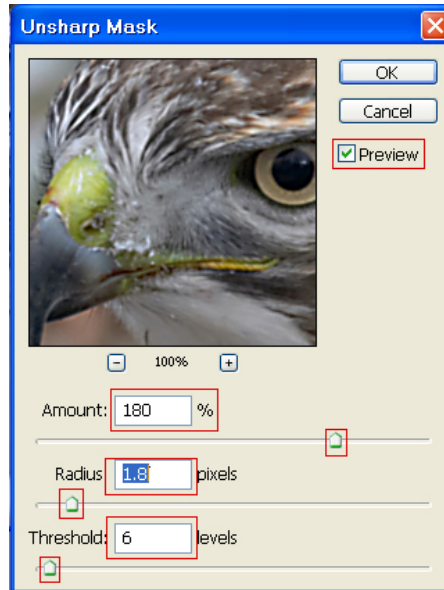 Unsharp Mask
OK
Cancel
Preview
- 100% +
Amount: 180 %
Radius 1.8 pixels
Threshold: 6 levels